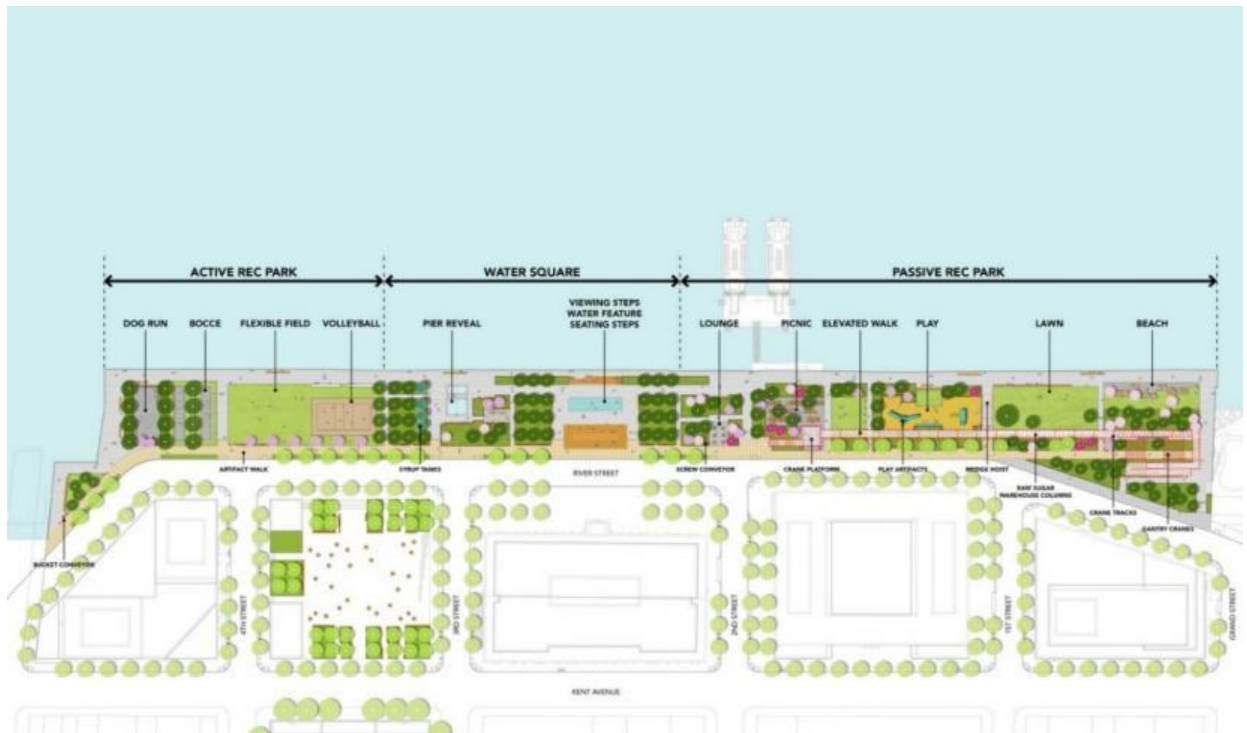 ACTIVE REC PARK
WATER SQUARE
PASSIVE REC PARK
VIEWING STEPS
WATER FEATURE
SEATING STEPS
DOG RUN
BOCCE
FLEXIBLE FIELD
VOLLEYBALL
PIER REVEAL
LOUNGE
PICNIC
ELEVATED WALK
PLAY
LAWN
BEACH
ARTIFACT WALK
SYRUP TANKS
RIVER STREET
SCREW CONVEYOR
CRANE PLATFORM
PLAY ARTIFACTS
BRIDGE HOIST
RAW SUGAR
WAREHOUSE COLUMNS
CRANE TRACKS
GANTRY CRANES
BUCKET CONVEYOR
4TH STREET
3RD STREET
2ND STREET
1ST STREET
GRAND STREET
KENT AVENUE